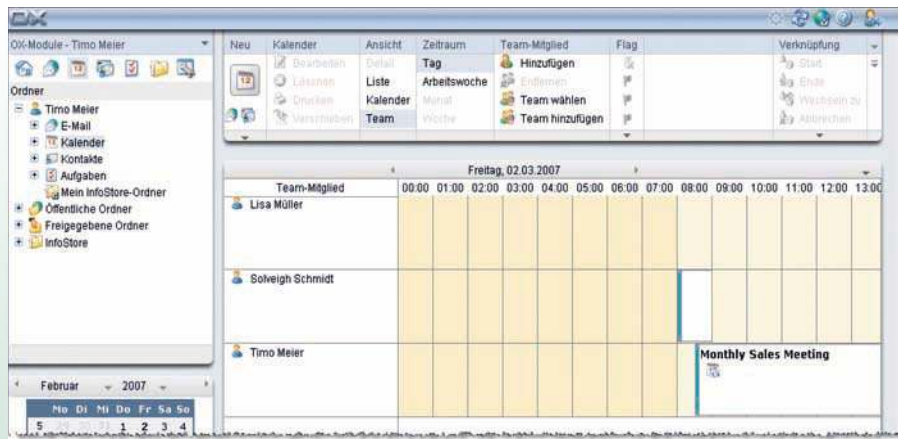 OX
OX-Module - Timo Meier
Ordner
Timo Meier
E-Mail
Kalender
Kontakte
Aufgaben
Mein InfoStore-Ordner
Öffentliche Ordner
Freigegebene Ordner
InfoStore
Februar 2007
Mo Di Mi Do Fr Sa So
5 29 30 31 1 2 3 4
Neu Kalender Ansicht Zeitraum Team-Mitglied Flag Verknüpfung
Bearbeiten Detail Tag Hinzufügen Start
Löschen Liste Arbeitswoche Entfernen Ende
Drucken Kalender Monat Team wählen Wechseln zu
Verschieben Team Woche Team hinzufügen Abbrechen
Freitag, 02.03.2007
Team-Mitglied 00:00 01:00 02:00 03:00 04:00 05:00 06:00 07:00 08:00 09:00 10:00 11:00 12:00 13:00
Lisa Müller
Solveigh Schmidt
Timo Meier
Monthly Sales Meeting